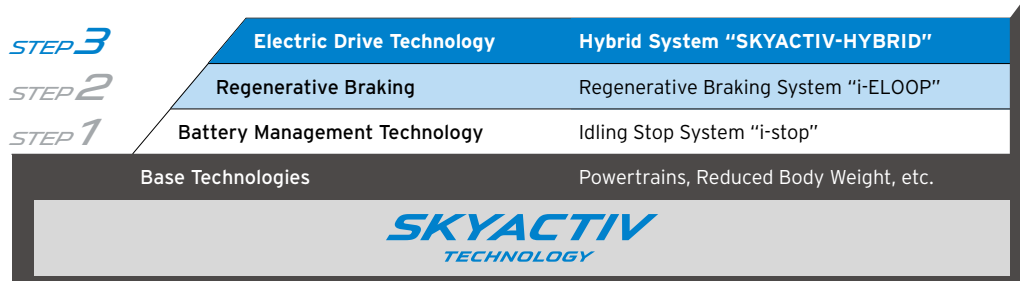 STEP 3 Electric Drive Technology Hybrid System “SKYACTIV-HYBRID”
STEP 2 Regenerative Braking Regenerative Braking System “i-ELOOP”
STEP 1 Battery Management Technology Idling Stop System “i-stop”
Base Technologies Powertrains, Reduced Body Weight, etc.
SKYACTIV
TECHNOLOGY